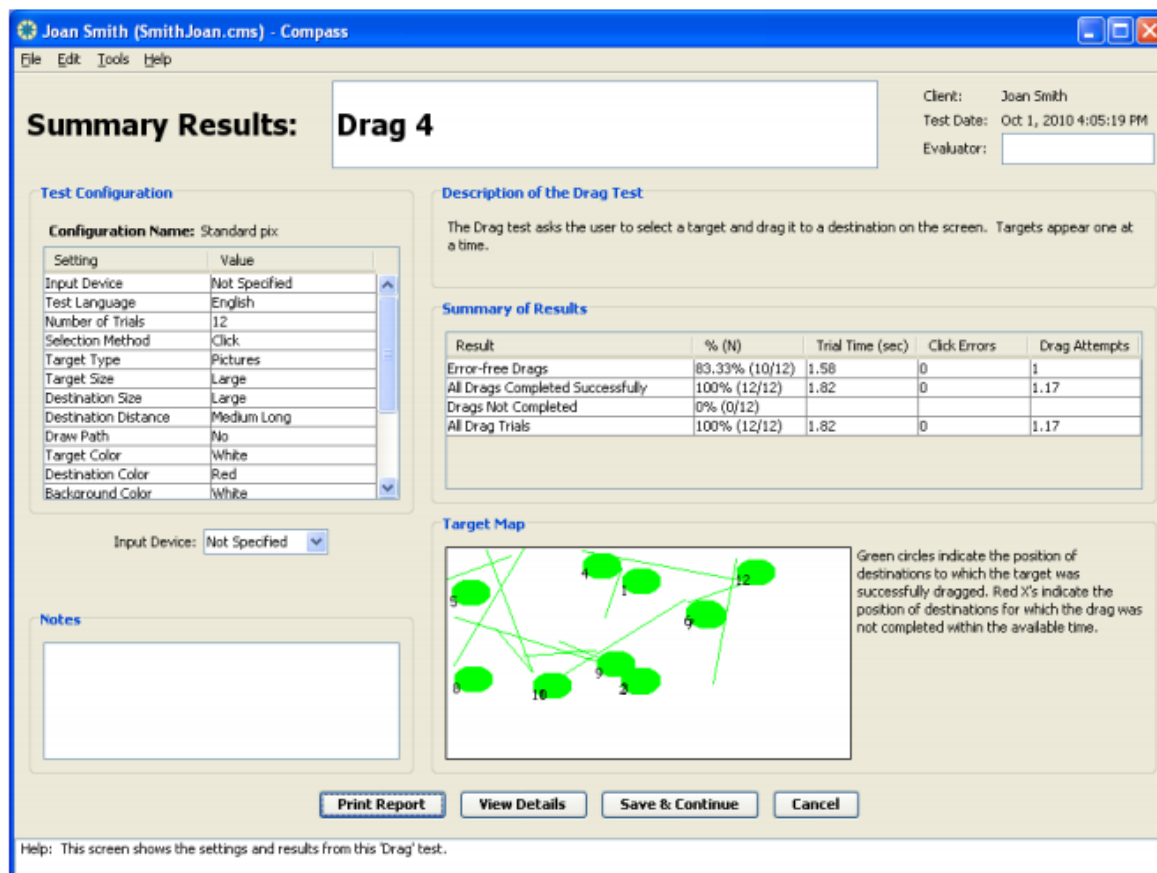 Joan Smith (SmithJoan.cms) - Compass
File Edit Tools Help
Summary Results: Drag 4
Client: Joan Smith
Test Date: Oct 1, 2010 4:05:19 PM
Evaluator:
Test Configuration
Configuration Name: Standard pix
Setting Value
Input Device Not Specified
Test Language English
Number of Trials 12
Selection Method Click
Target Type Pictures
Target Size Large
Destination Size Large
Destination Distance Medium Long
Draw Path No
Target Color White
Destination Color Red
Background Color White
Input Device: Not Specified
Notes
Description of the Drag Test
The Drag test asks the user to select a target and drag it to a destination on the screen. Targets appear one at
a time.
Summary of Results
Result % (N) Trial Time (sec) Click Errors Drag Attempts
Error-free Drags 83.33% (10/12) 1.58 0 1
All Drags Completed Successfully 100% (12/12) 1.82 0 1.17
Drags Not Completed 0% (0/12)
All Drag Trials 100% (12/12) 1.82 0 1.17
Target Map
4
1
12
5
9
10
Green circles indicate the position of
destinations to which the target was
successfully dragged. Red X's indicate the
position of destinations for which the drag was
not completed within the available time.
Print Report View Details Save & Continue Cancel
Help: This screen shows the settings and results from this 'Drag' test.